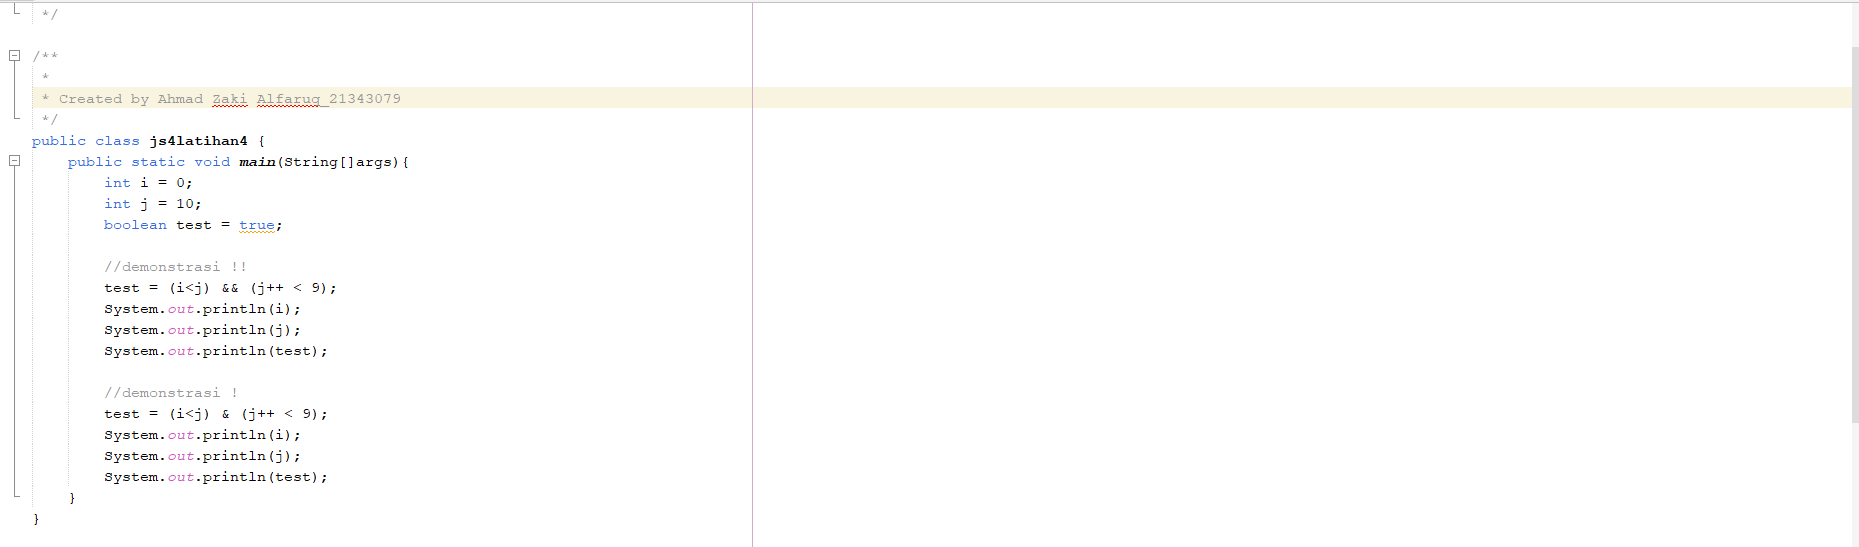 */
/**
*
* Created by Ahmad Zaki Alfaruq_21343079
*/
public class js4latihan4 {
public static void main(String[]args){
int i = 0;
int j = 10;
boolean test = true;
//demonstrasi !!
test = (i<j) && (j++ < 9);
System.out.println(i);
System.out.println(j);
System.out.println(test);
//demonstrasi !
test = (i<j) & (j++ < 9);
System.out.println(i);
System.out.println(j);
System.out.println(test);
}
}